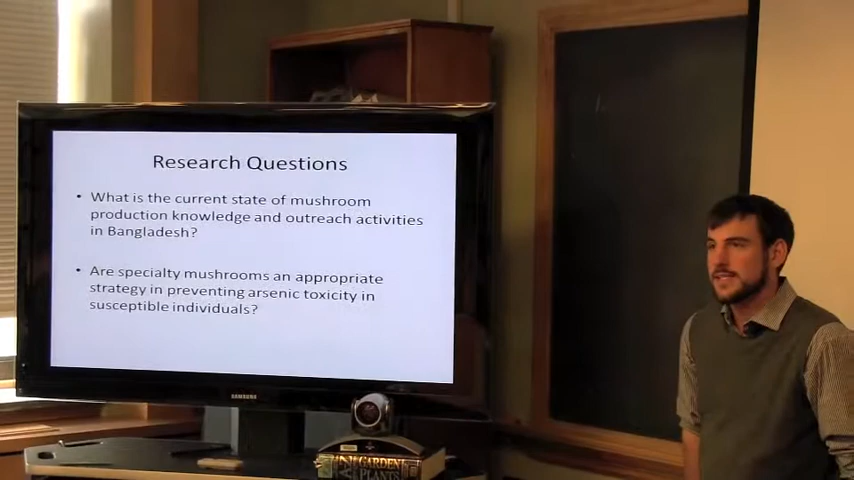 Research Questions
• What is the current state of mushroom
production knowledge and outreach activities
in Bangladesh?
• Are specialty mushrooms an appropriate
strategy in preventing arsenic toxicity in
susceptible individuals?
SAMSUNG
GARDEN
PLANTS